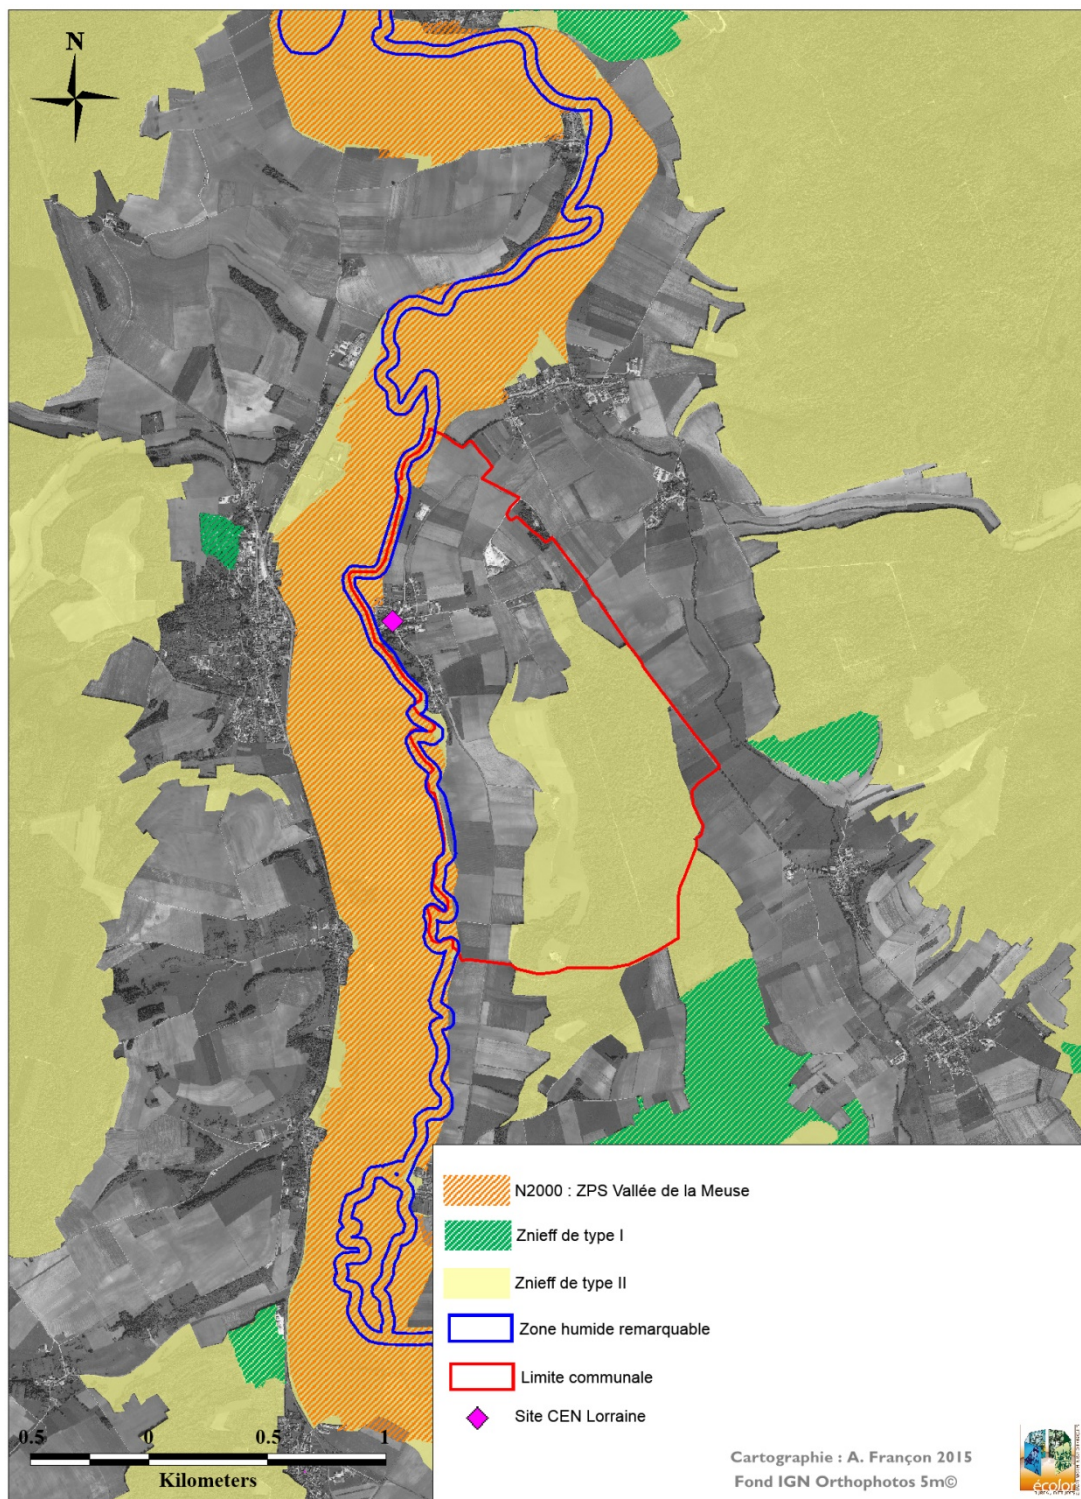 N
N2000 : ZPS Vallée de la Meuse
Znieff de type I
Znieff de type II
Zone humide remarquable
Limite communale
Site CEN Lorraine
0.5 0 0.5 1
Kilometers
Cartographie : A. Françon 2015
Fond IGN Orthophotos 5m©
écolor